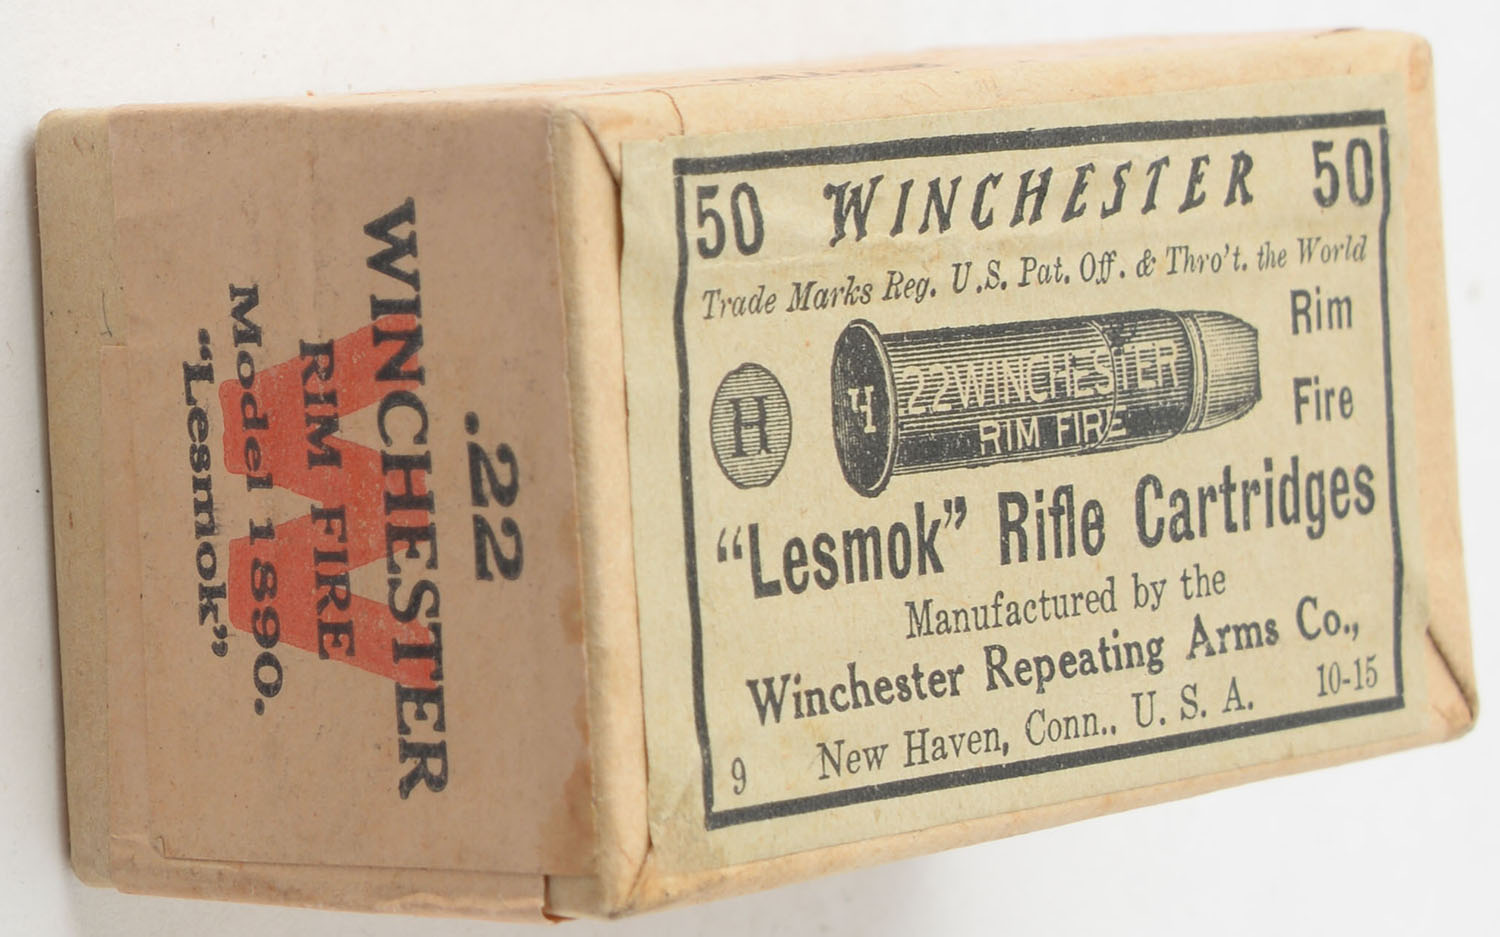 50 WINCHESTER 50
Trade Marks Reg. U.S. Pat. Off. & Thro't. the World
H
H
22 WINCHESTER
RIM FIRE
Rim
Fire
"Lesmok" Rifle Cartridges
Manufactured by the
Winchester Repeating Arms Co.,
9 New Haven, Conn., U. S. A. 10-15
.22
WINCHESTER
RIM FIRE
Model 1890.
"Lesmok"
W